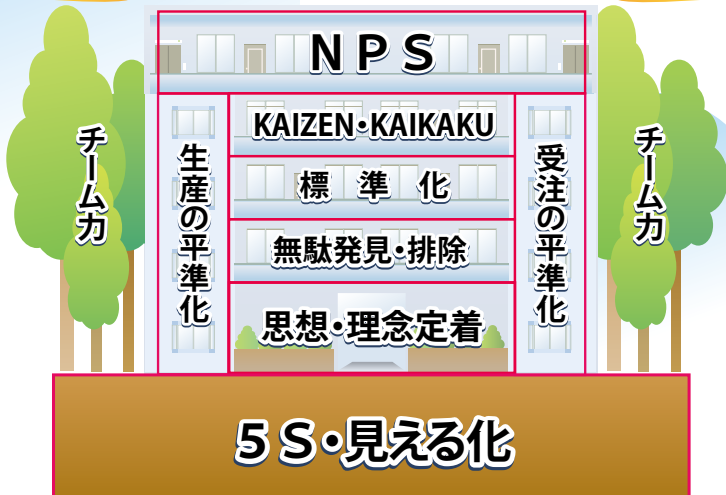 ＮＰＳ
KAIZEN・KAIKAKU
標準化
無駄発見・排除
思想・理念定着
生産の平準化
受注の平準化
チーム力
チーム力
５Ｓ・見える化